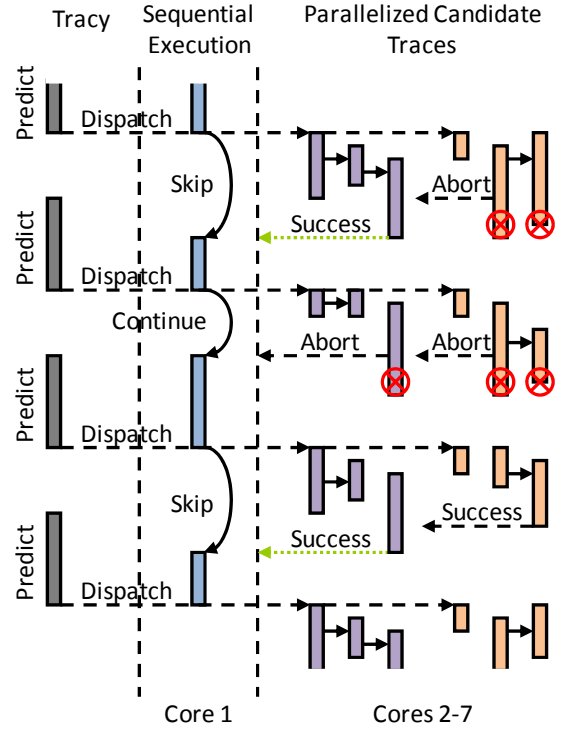 Tracy
Sequential
Execution
Parallelized Candidate
Traces
Predict
Dispatch
Skip
Abort
Success
Predict
Dispatch
Continue
Abort
Abort
Predict
Dispatch
Skip
Success
Success
Predict
Dispatch
Core 1
Cores 2-7